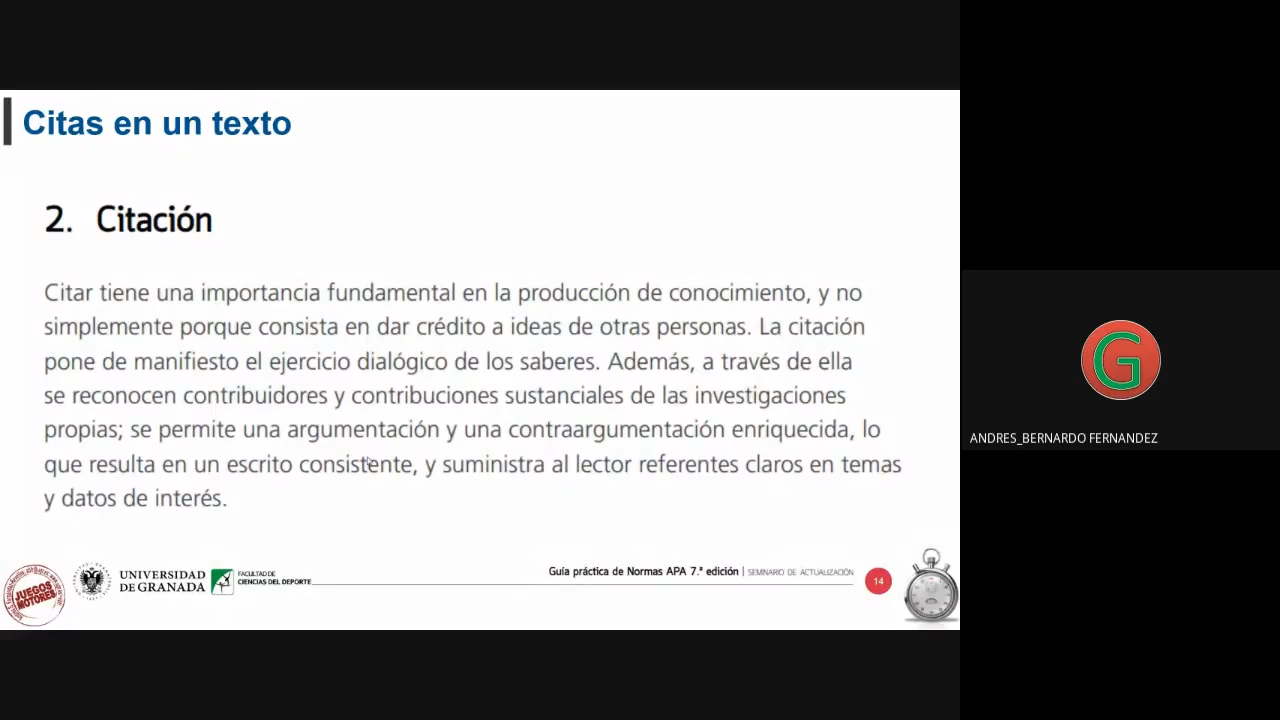 Citas en un texto
2. Citación
Citar tiene una importancia fundamental en la producción de conocimiento, y no
simplemente porque consista en dar crédito a ideas de otras personas. La citación
pone de manifiesto el ejercicio dialógico de los saberes. Además, a través de ella
se reconocen contribuidores y contribuciones sustanciales de las investigaciones
propias; se permite una argumentación y una contraargumentación enriquecida, lo
que resulta en un escrito consistente, y suministra al lector referentes claros en temas
y datos de interés.
JUEGOS
MOTORES
UNIVERSIDAD
DE GRANADA
FACULTAD DE
CIENCIAS DEL DEPORTE
Guía práctica de Normas APA 7.ª edición | SEMINARIO DE ACTUALIZACIÓN
14
G
ANDRES_BERNARDO FERNANDEZ